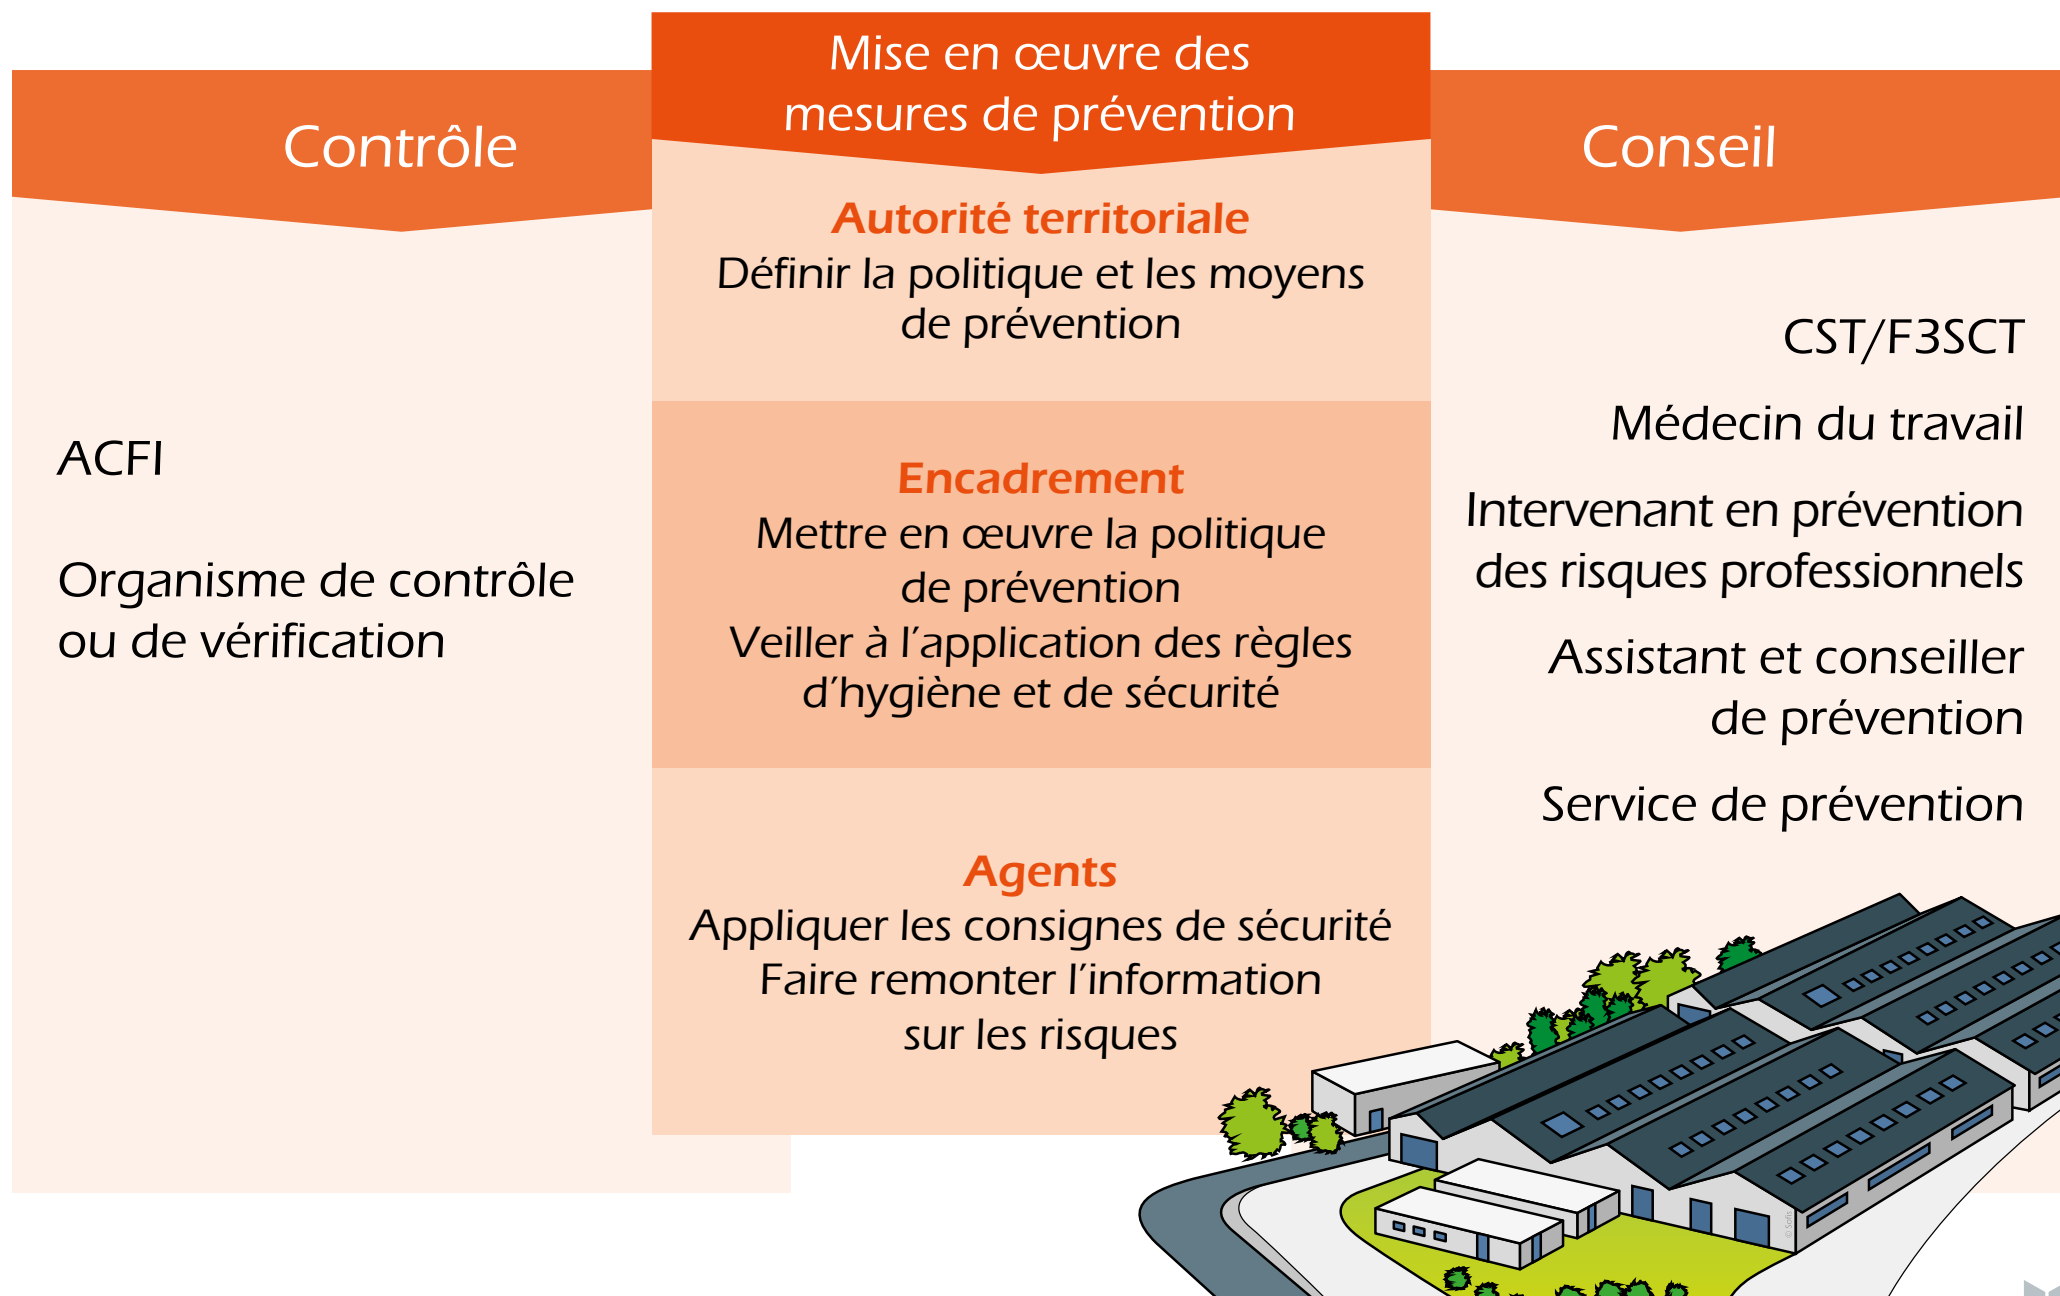 Contrôle
ACFI
Organisme de contrôle
ou de vérification
Mise en œuvre des
mesures de prévention
Autorité territoriale
Définir la politique et les moyens
de prévention
Encadrement
Mettre en œuvre la politique
de prévention
Veiller à l’application des règles
d’hygiène et de sécurité
Agents
Appliquer les consignes de sécurité
Faire remonter l’information
sur les risques
Conseil
CST/F3SCT
Médecin du travail
Intervenant en prévention
des risques professionnels
Assistant et conseiller
de prévention
Service de prévention
© Sofis